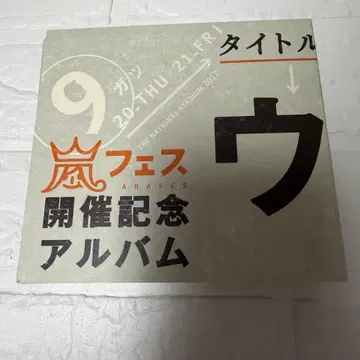 9ガツ
20-THU 21-FRI
THE NATIONAL STADIUM 2012
タイトル
↓
ウ
嵐フェス
ARAFES
開催記念
アルバム